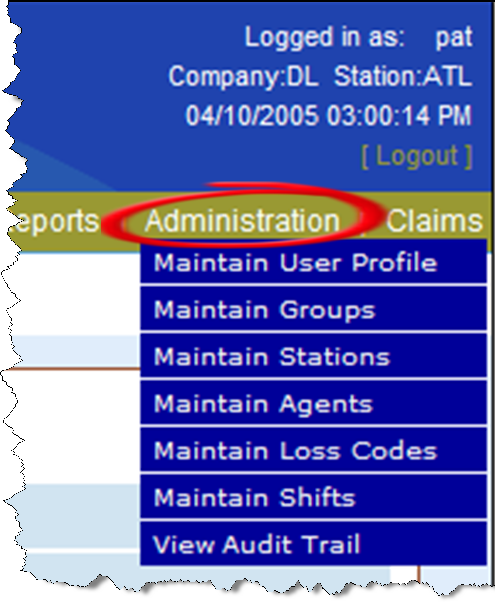 Logged in as: pat
Company:DL Station:ATL
04/10/2005 03:00:14 PM
[ Logout ]
eports Administration Claims
Maintain User Profile
Maintain Groups
Maintain Stations
Maintain Agents
Maintain Loss Codes
Maintain Shifts
View Audit Trail